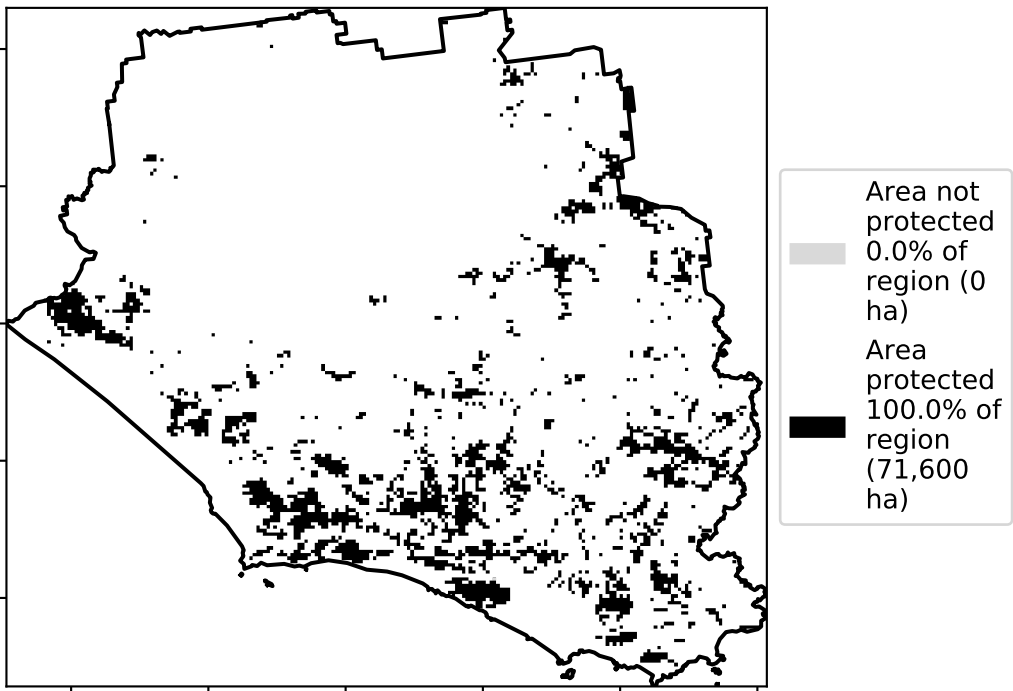 Area not
protected
0.0% of
region (0
ha)
Area
protected
100.0% of
region
(71,600
ha)